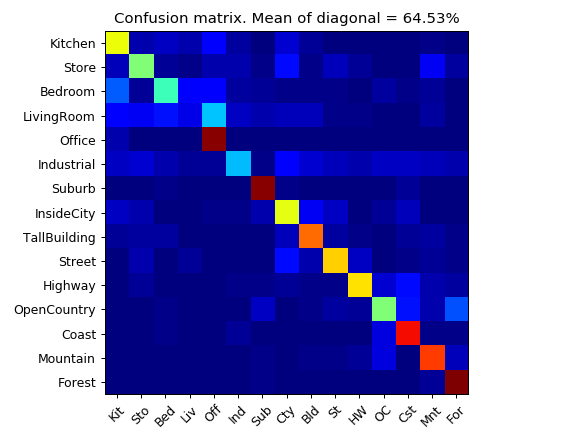 Confusion matrix. Mean of diagonal = 64.53%
Kitchen
Store
Bedroom
LivingRoom
Office
Industrial
Suburb
InsideCity
TallBuilding
Street
Highway
OpenCountry
Coast
Mountain
Forest
Kit Sto Bed Liv Off Ind Sub Cty Bld St HW OC Cst Mnt For